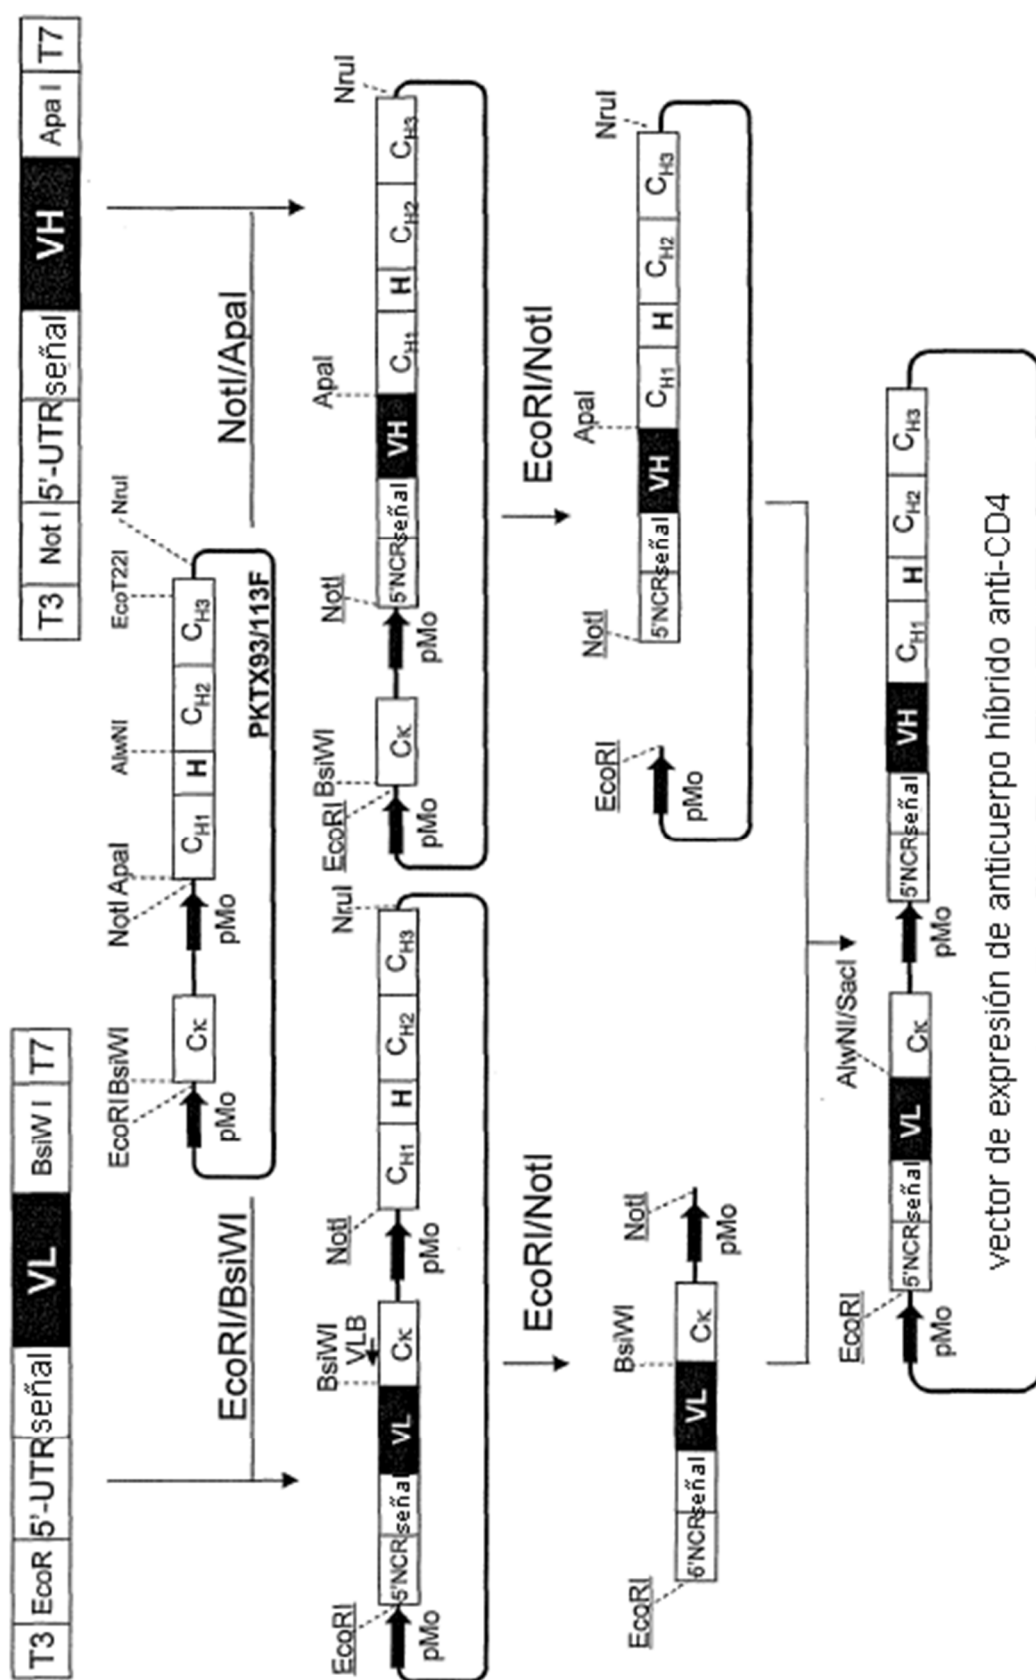 T3 EcoR 5'-UTR señal VL BsiW I T7
T3 Not I 5'-UTR señal VH Apa I T7
EcoRI BsiWI NotI ApaI AlwNI EcoT22I NruI
pMo Cκ pMo CH1 H CH2 CH3
PKTX93/113F
EcoRI/BsiWI
NotI/ApaI
EcoRI BsiWI VLB NotI NruI
pMo 5'NCR señal VL Cκ pMo CH1 H CH2 CH3
EcoRI BsiWI NotI ApaI NruI
pMo Cκ pMo 5'NCR señal VH CH1 H CH2 CH3
EcoRI/NotI
EcoRI/NotI
EcoRI BsiWI NotI
5'NCR señal VL Cκ pMo
EcoRI NotI ApaI NruI
pMo 5'NCR señal VH CH1 H CH2 CH3
EcoRI AlwNI/SacI
pMo 5'NCR señal VL Cκ pMo 5'NCR señal VH CH1 H CH2 CH3
vector de expresión de anticuerpo híbrido anti-CD4